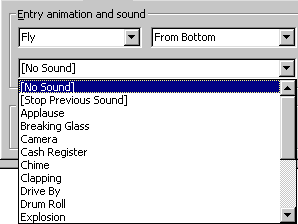 Entry animation and sound
Fly From Bottom
[No Sound]
[No Sound]
[Stop Previous Sound]
Applause
Breaking Glass
Camera
Cash Register
Chime
Clapping
Drive By
Drum Roll
Explosion